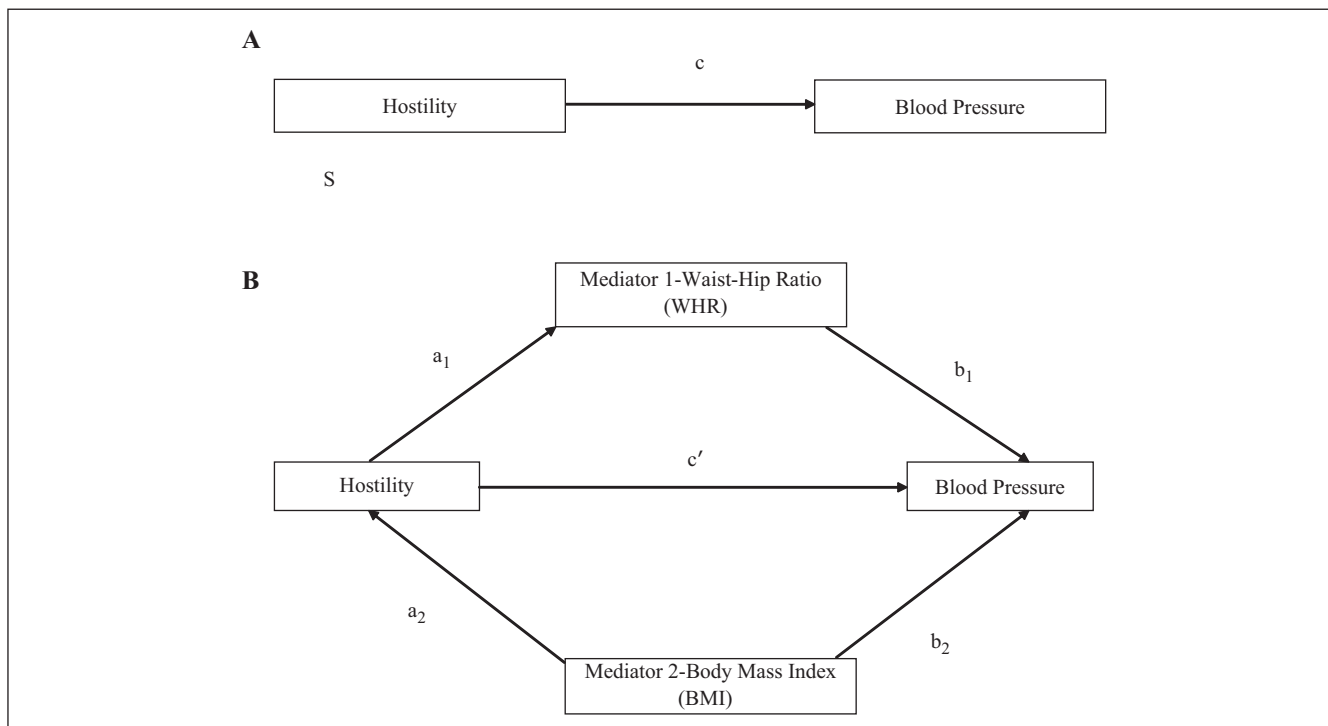 A
c
Hostility
Blood Pressure
S
B
Mediator 1-Waist-Hip Ratio
(WHR)
a₁
b₁
c′
Hostility
Blood Pressure
a₂
b₂
Mediator 2-Body Mass Index
(BMI)